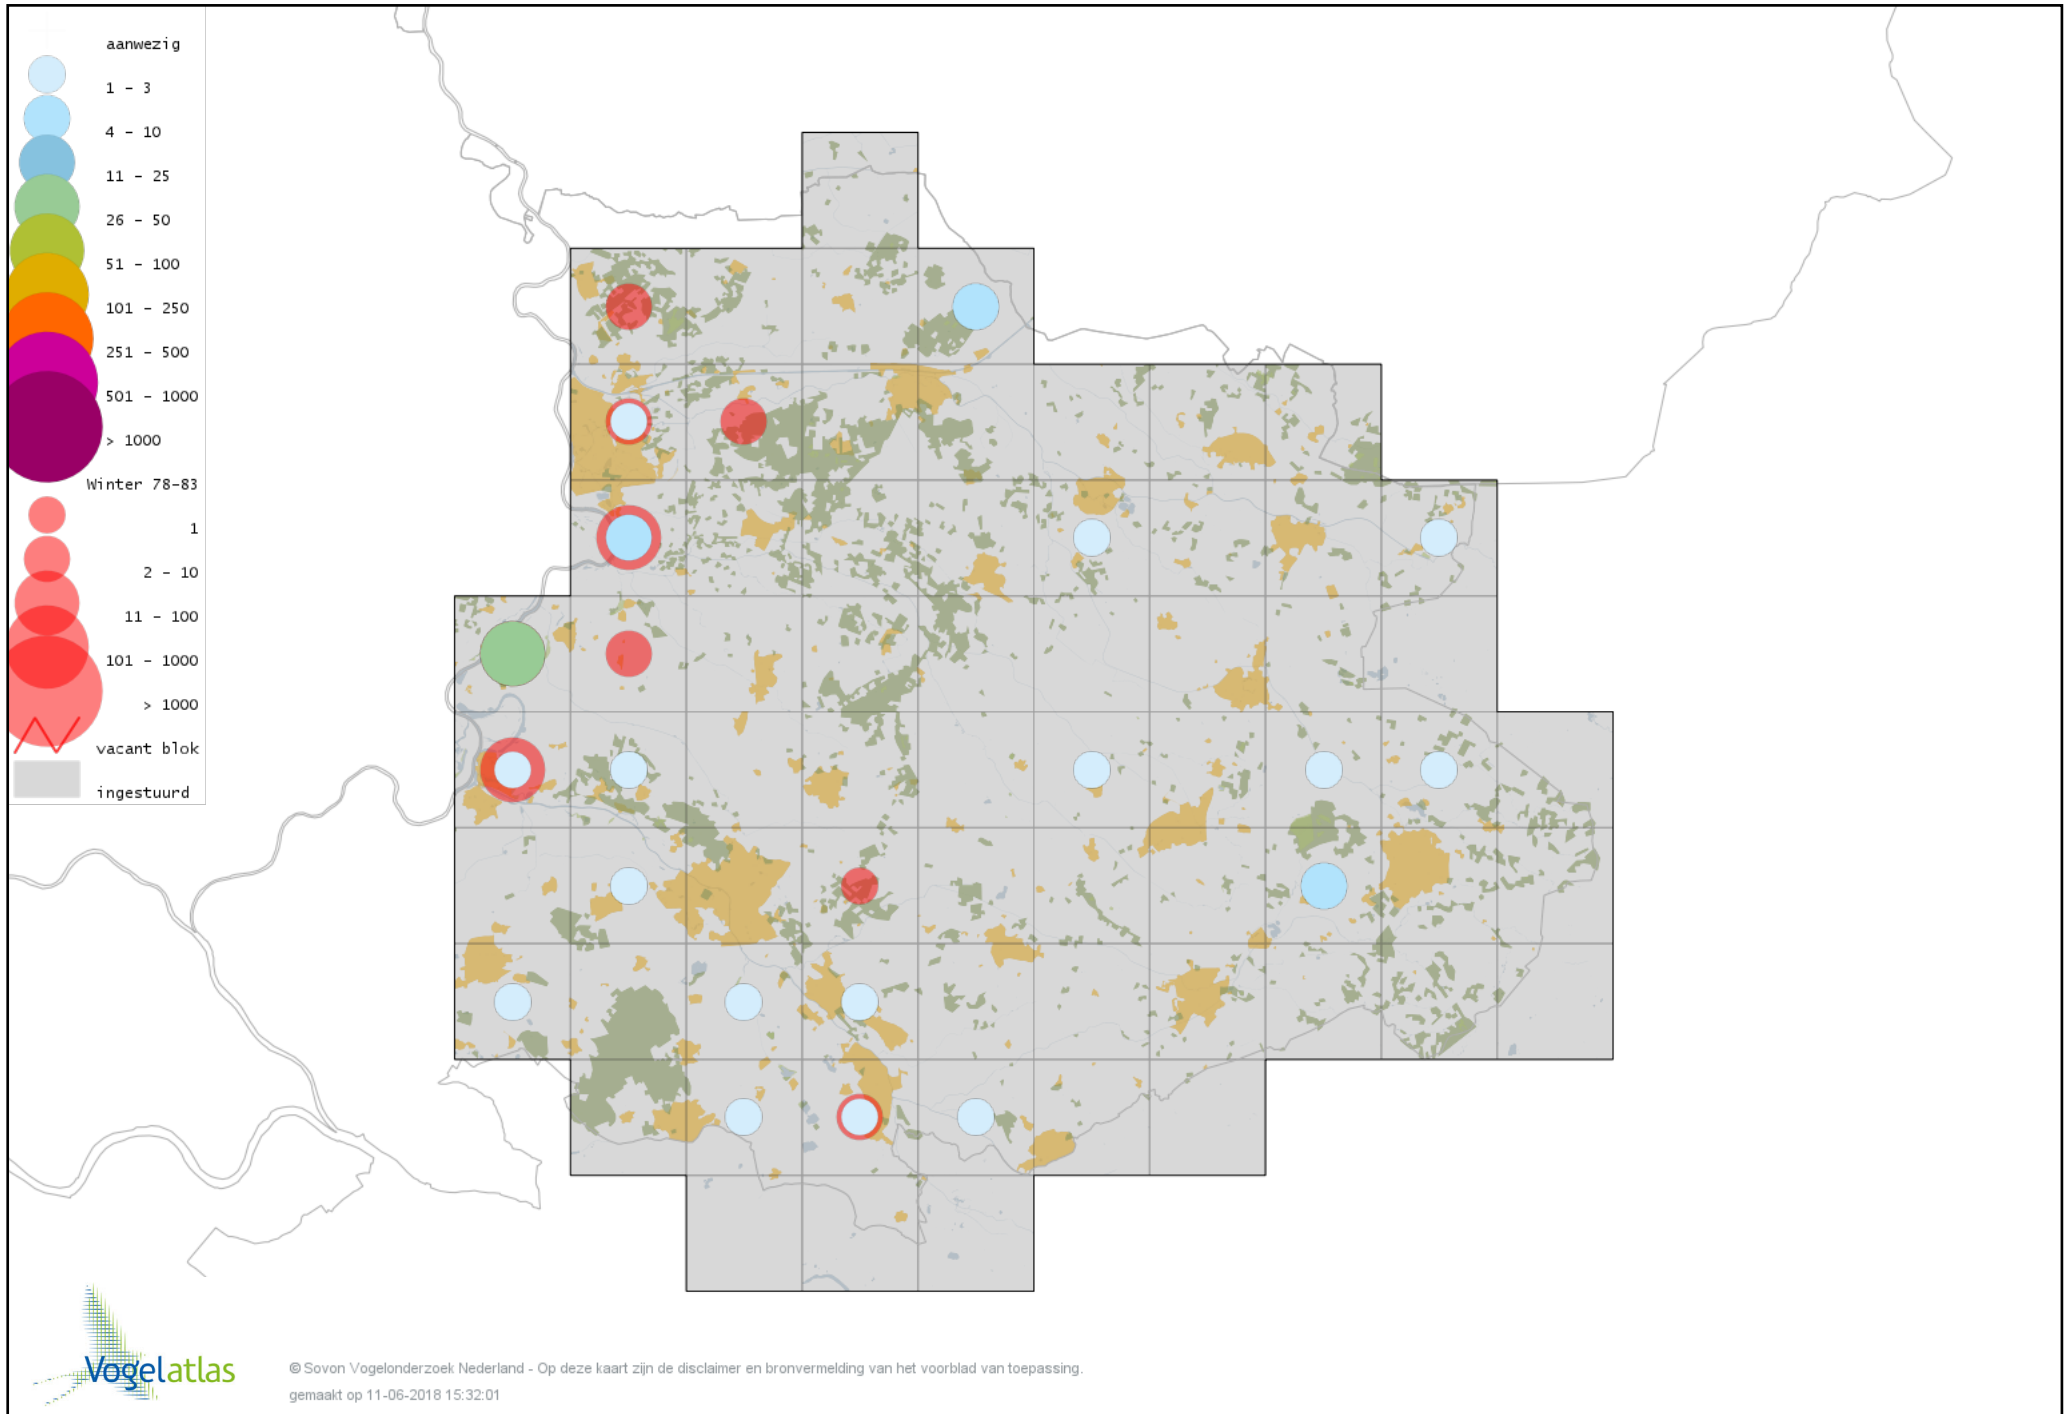 aanwezig
1 - 3
4 - 10
11 - 25
26 - 50
51 - 100
101 - 250
251 - 500
501 - 1000
> 1000
Winter 78-83
1
2 - 10
11 - 100
101 - 1000
> 1000
vacant blok
ingestuurd
Vogelatlas
© Sovon Vogelonderzoek Nederland - Op deze kaart zijn de disclaimer en bronvermelding van het voorblad van toepassing.
gemaakt op 11-06-2018 15:32:01